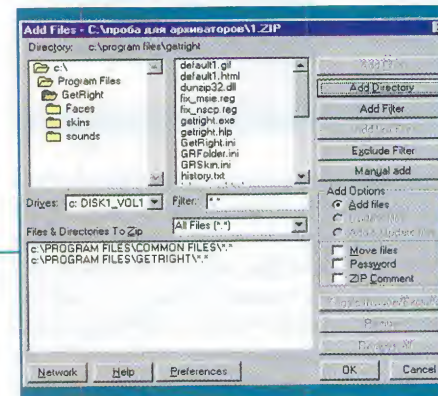 Add Files - C:\проба для архиваторов\1.ZIP
Directory: c:\program files\getright
c:\
Program Files
GetRight
Faces
skins
sounds
default1.gif
default1.html
dunzip32.dll
fix_msie.reg
fix_nscp.reg
getright.exe
getright.hlp
GetRight.ini
GRFolder.ini
GRSkin.ini
history.txt
Add Directory
Add Filter
Exclude Filter
Manual add
Drives: c: DISK1_VOL1
Filter: *.*
All Files (*.*)
Files & Directories To Zip
c:\PROGRAM FILES\COMMON FILES\*.*
c:\PROGRAM FILES\GETRIGHT\*.*
Add Options
Add files
Move files
Password
ZIP Comment
Network
Help
Preferences
OK
Cancel